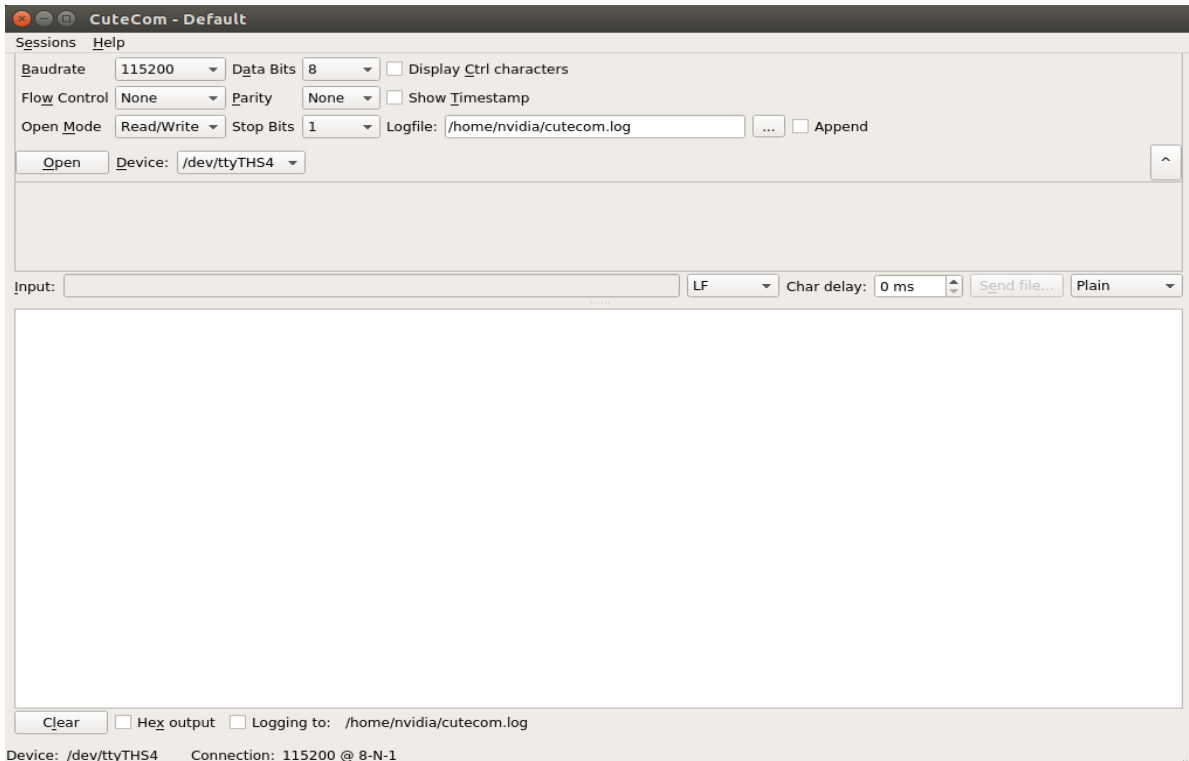 CuteCom - Default
Sessions Help
Baudrate 115200 Data Bits 8 Display Ctrl characters
Flow Control None Parity None Show Timestamp
Open Mode Read/Write Stop Bits 1 Logfile: /home/nvidia/cutecom.log ... Append
Open Device: /dev/ttyTHS4 ^
Input: LF Char delay: 0 ms Send file... Plain
Clear Hex output Logging to: /home/nvidia/cutecom.log
Device: /dev/ttyTHS4 Connection: 115200 @ 8-N-1